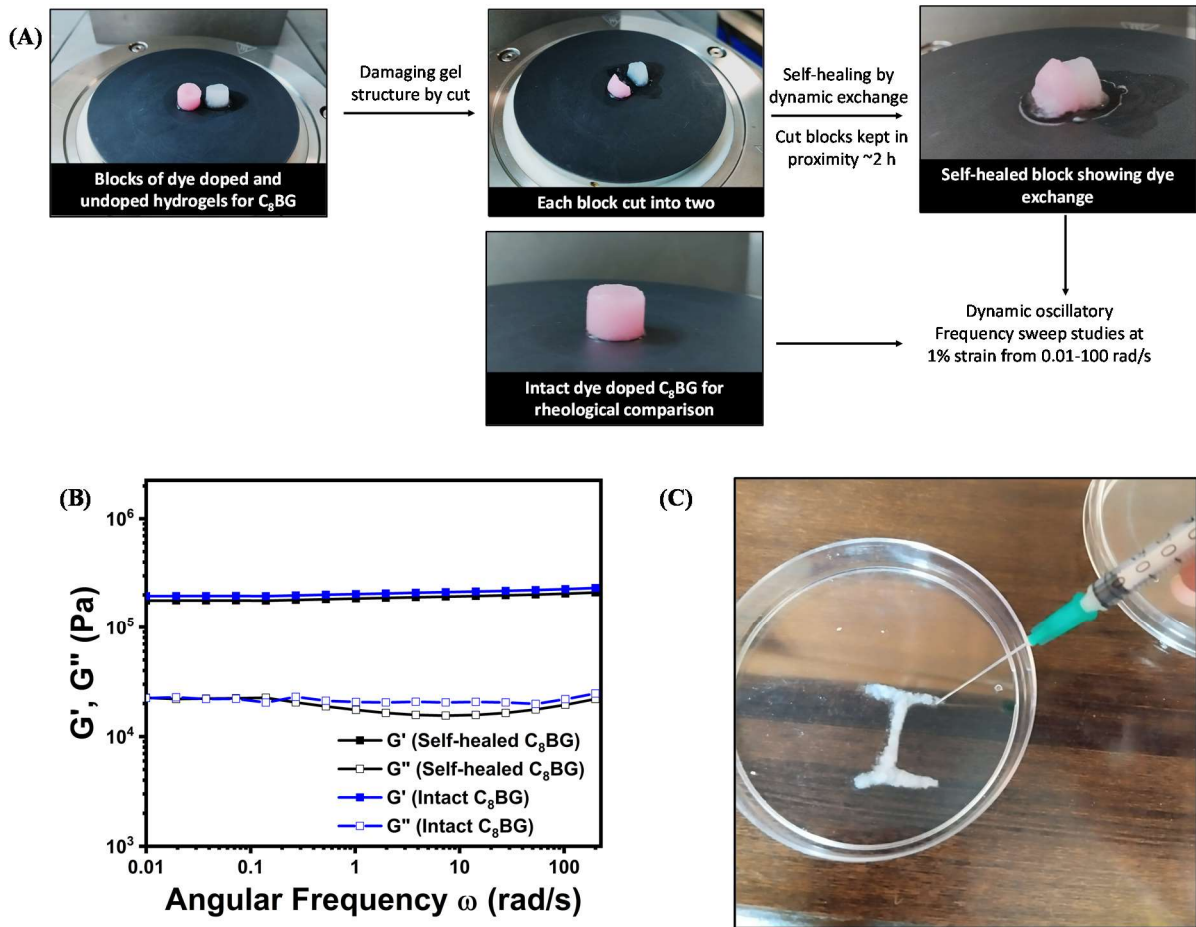 (A)
Blocks of dye doped and
undoped hydrogels for C₈BG
Damaging gel
structure by cut
Each block cut into two
Self-healing by
dynamic exchange
Cut blocks kept in
proximity ~2 h
Self-healed block showing dye
exchange
Intact dye doped C₈BG for
rheological comparison
Dynamic oscillatory
Frequency sweep studies at
1% strain from 0.01-100 rad/s
(B)
G', G" (Pa)
10⁶
10⁵
10⁴
10³
G' (Self-healed C₈BG)
G" (Self-healed C₈BG)
G' (Intact C₈BG)
G" (Intact C₈BG)
0.01 0.1 1 10 100
Angular Frequency ω (rad/s)
(C)